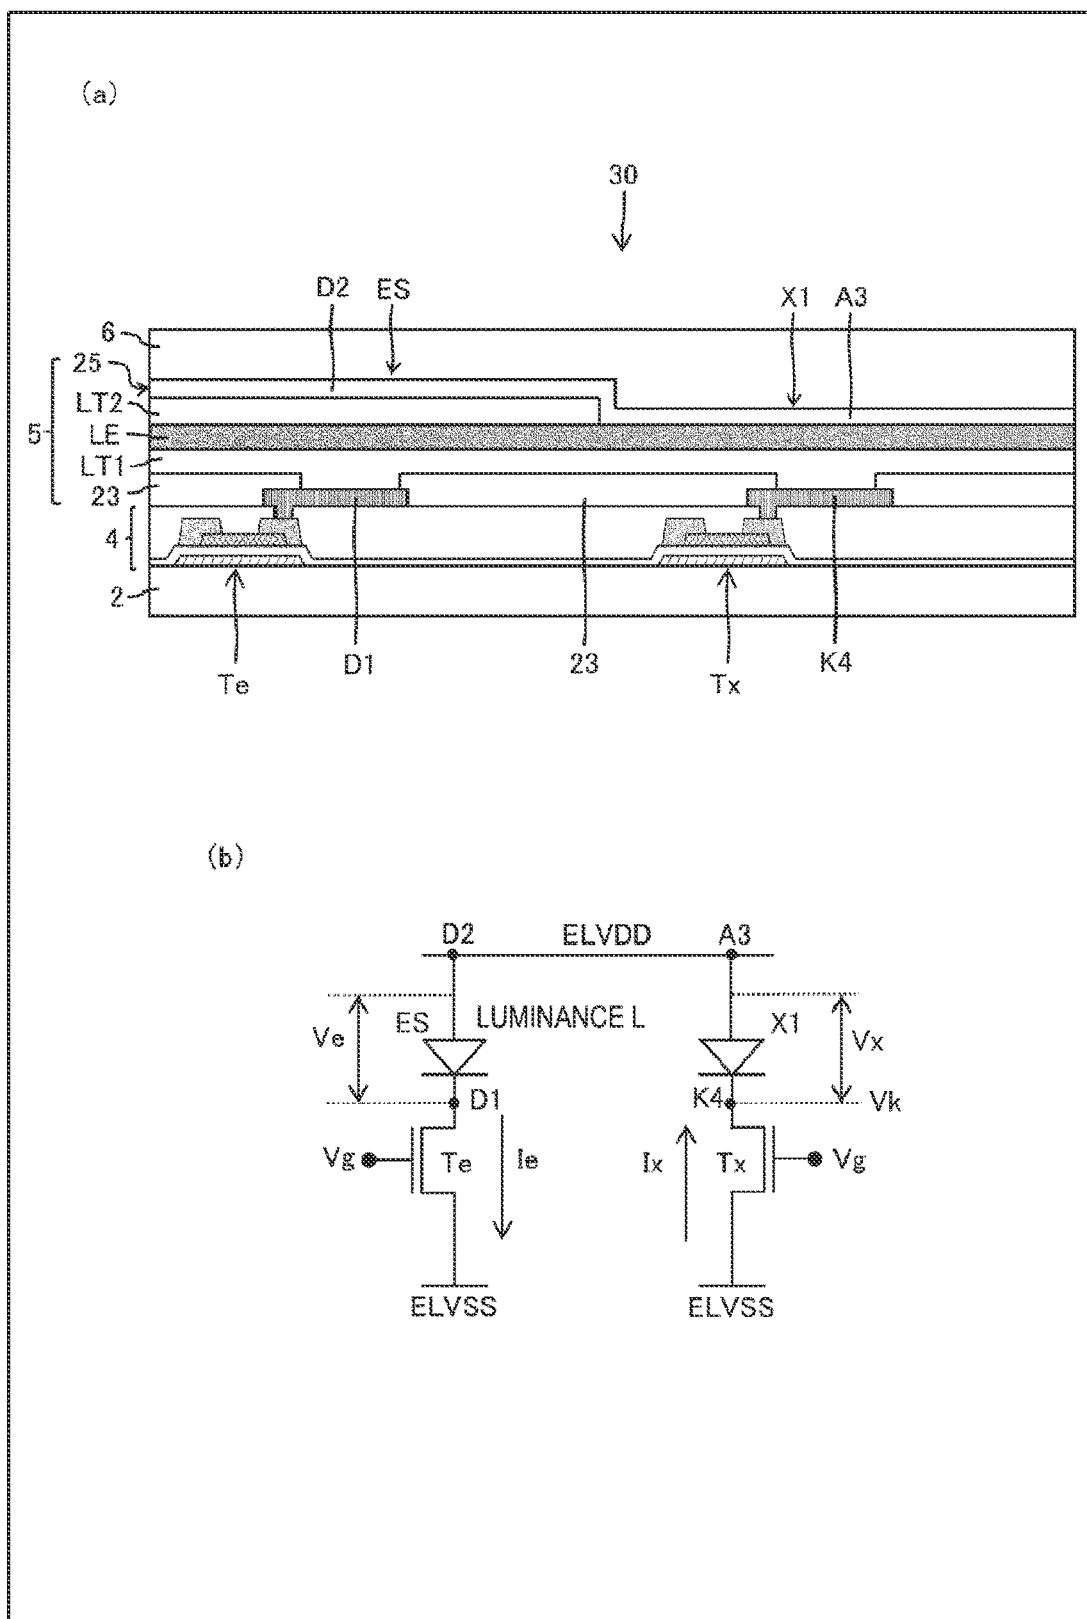 (a)
30
D2 ES X1 A3
6
25
LT2
5
LE
LT1
23
4
2
Te D1 23 Tx K4
(b)
D2 ELVDD A3
Ve ES LUMINANCE L X1 Vx
D1 K4 Vk
Vg Te Ie Ix Tx Vg
ELVSS ELVSS